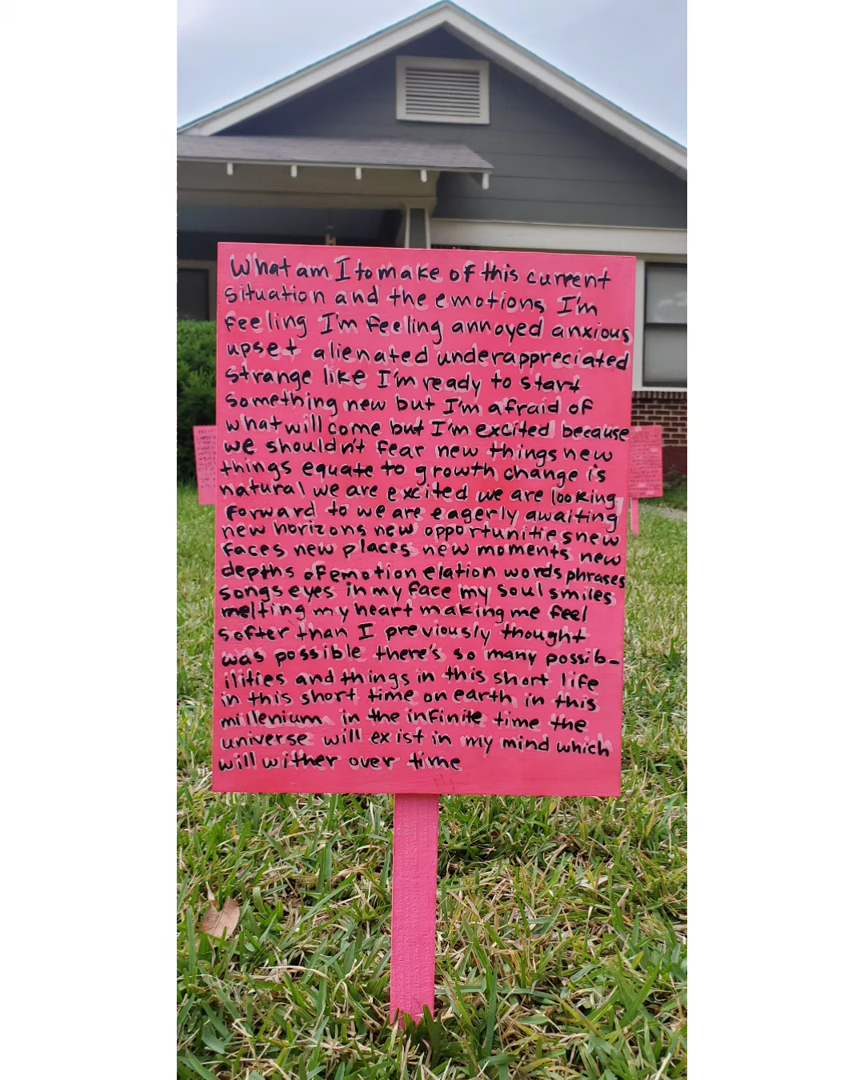 What am I to make of this current
situation and the emotions I'm
feeling I'm feeling annoyed anxious
upset alienated underappreciated
strange like I'm ready to start
something new but I'm afraid of
what will come but I'm excited because
we shouldn't fear new things new
things equate to growth change is
natural we are excited we are looking
forward to we are eagerly awaiting
new horizons new opportunities new
faces new places new moments new
depths of emotion elation words phrases
songs eyes in my face my soul smiles
melting my heart making me feel
softer than I previously thought
was possible there's so many possib-
ilities and things in this short life
in this short time on earth in this
millenium in the infinite time the
universe will exist in my mind which
will wither over time